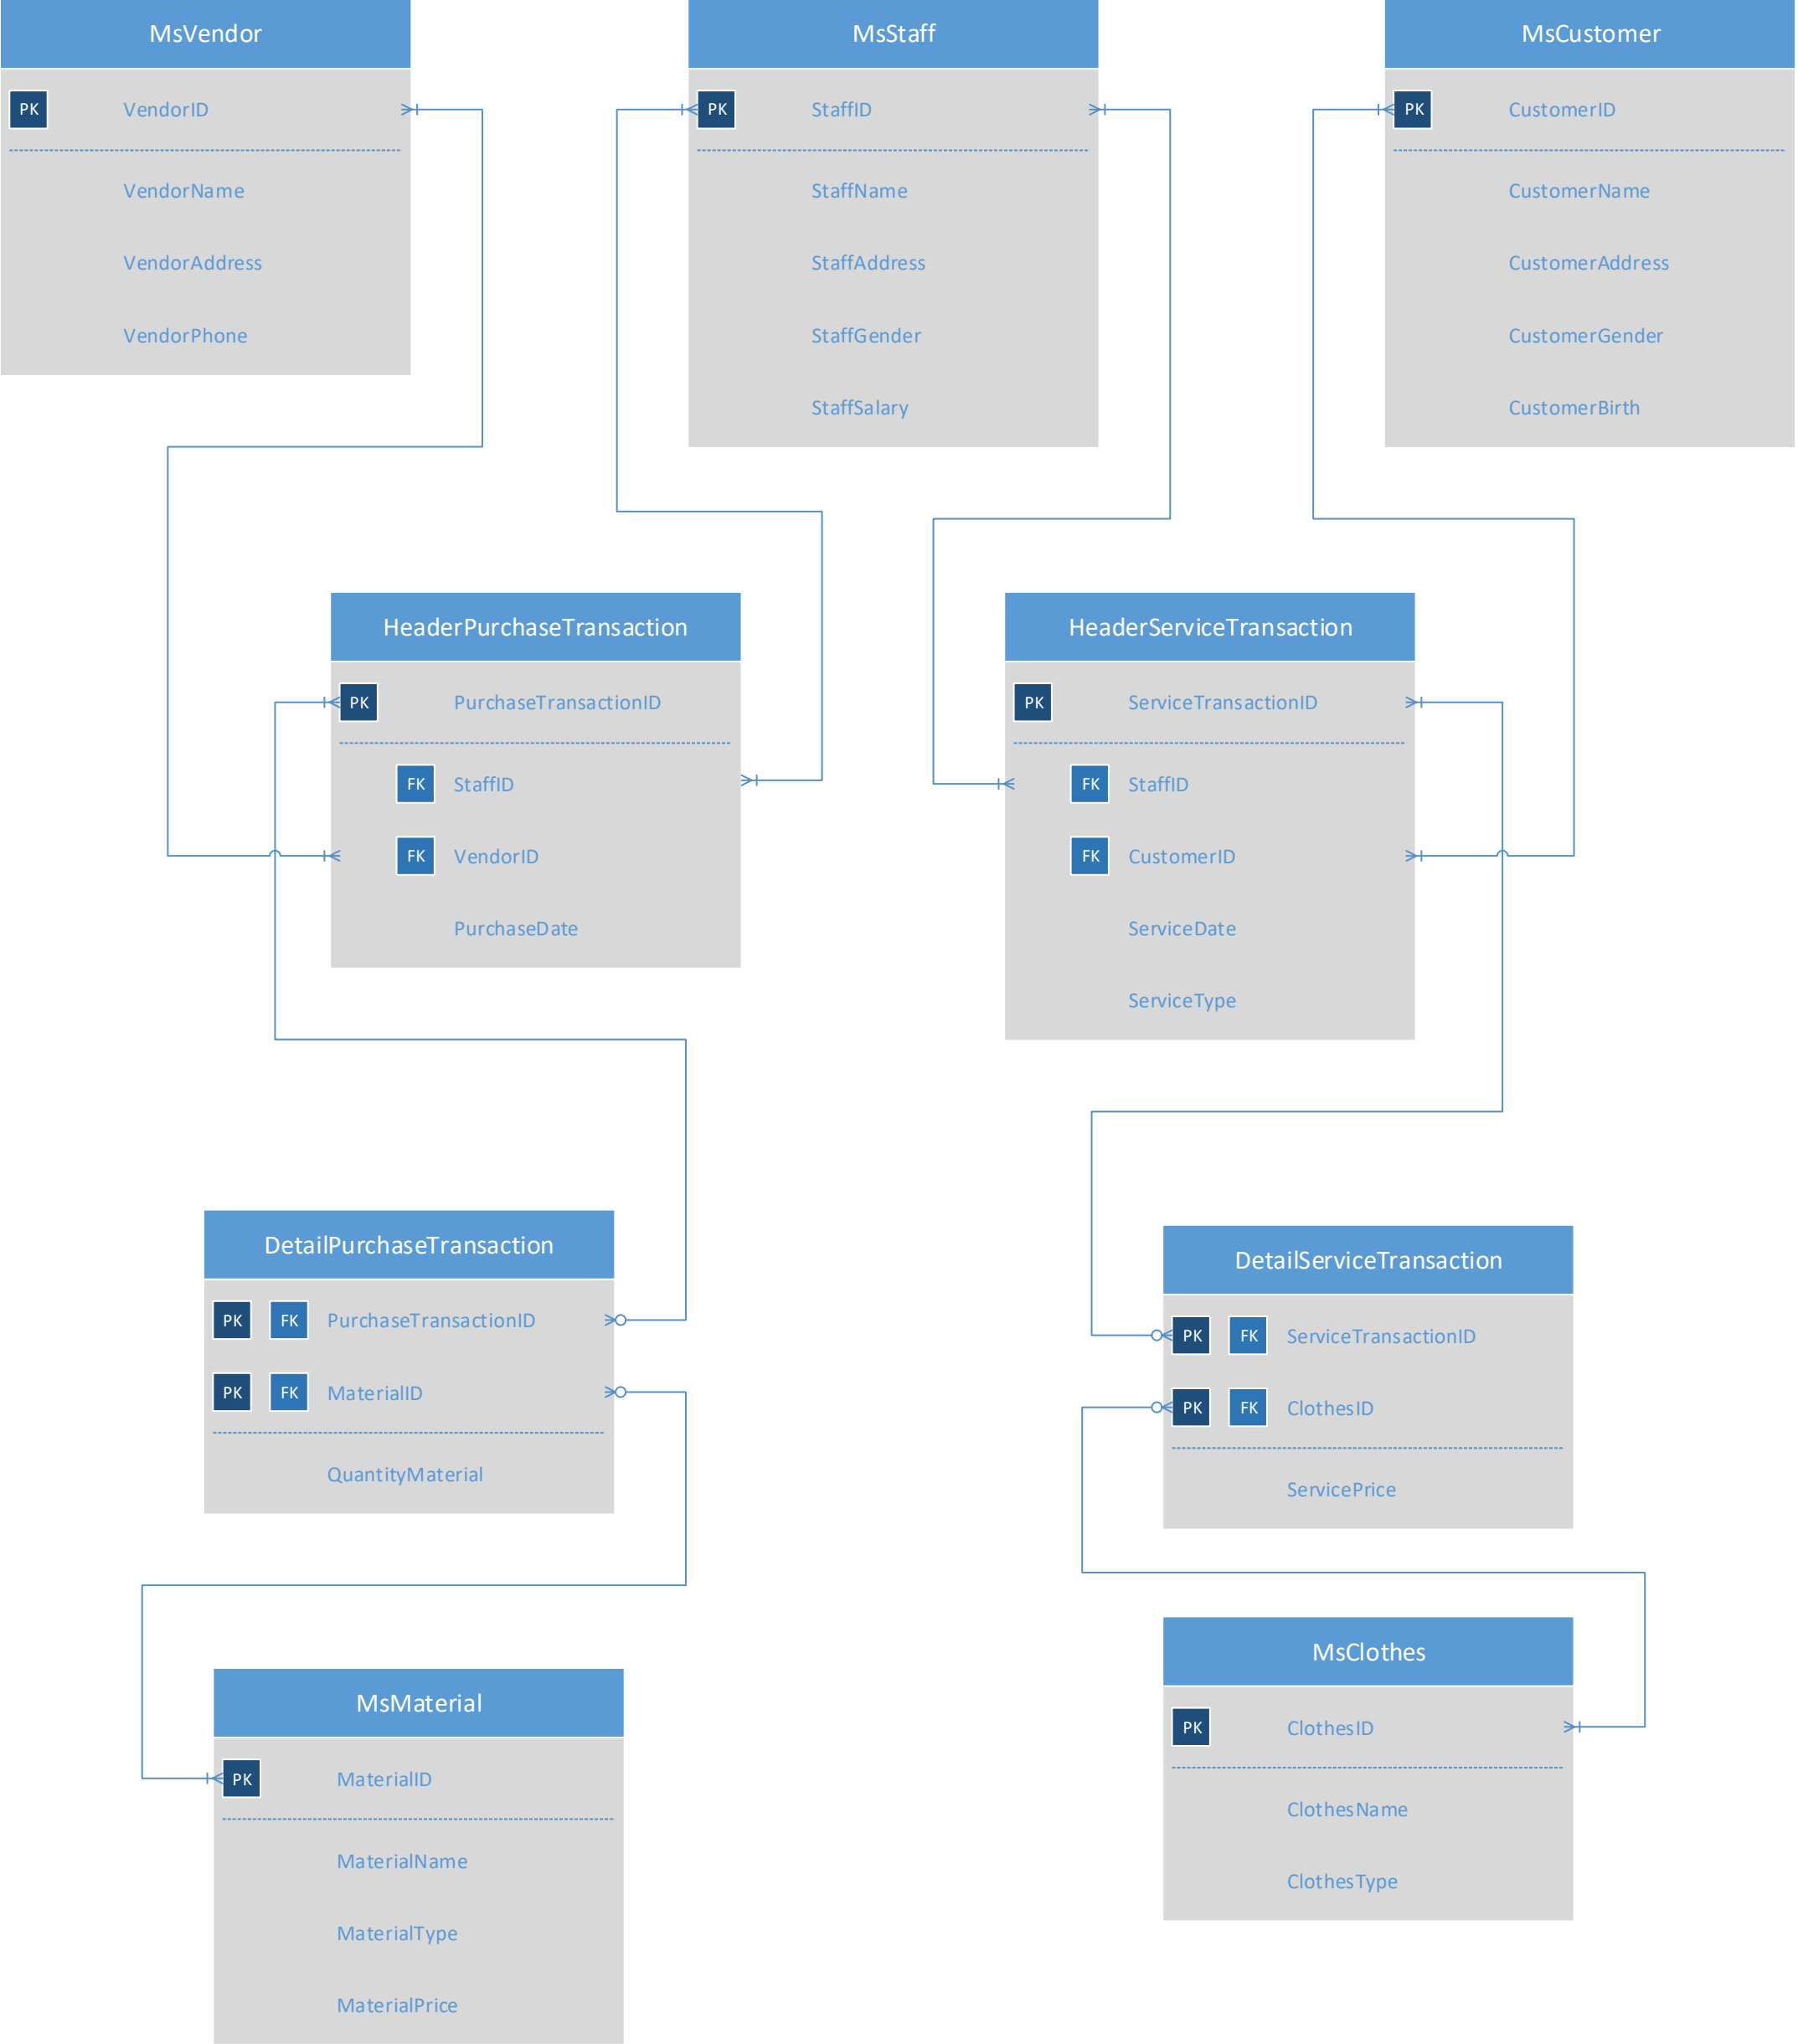 MsVendor
PK VendorID
VendorName
VendorAddress
VendorPhone
MsStaff
PK StaffID
StaffName
StaffAddress
StaffGender
StaffSalary
MsCustomer
PK CustomerID
CustomerName
CustomerAddress
CustomerGender
CustomerBirth
HeaderPurchaseTransaction
PK PurchaseTransactionID
FK StaffID
FK VendorID
PurchaseDate
HeaderServiceTransaction
PK ServiceTransactionID
FK StaffID
FK CustomerID
ServiceDate
ServiceType
DetailPurchaseTransaction
PK FK PurchaseTransactionID
PK FK MaterialID
QuantityMaterial
DetailServiceTransaction
PK FK ServiceTransactionID
PK FK ClothesID
ServicePrice
MsMaterial
PK MaterialID
MaterialName
MaterialType
MaterialPrice
MsClothes
PK ClothesID
ClothesName
ClothesType